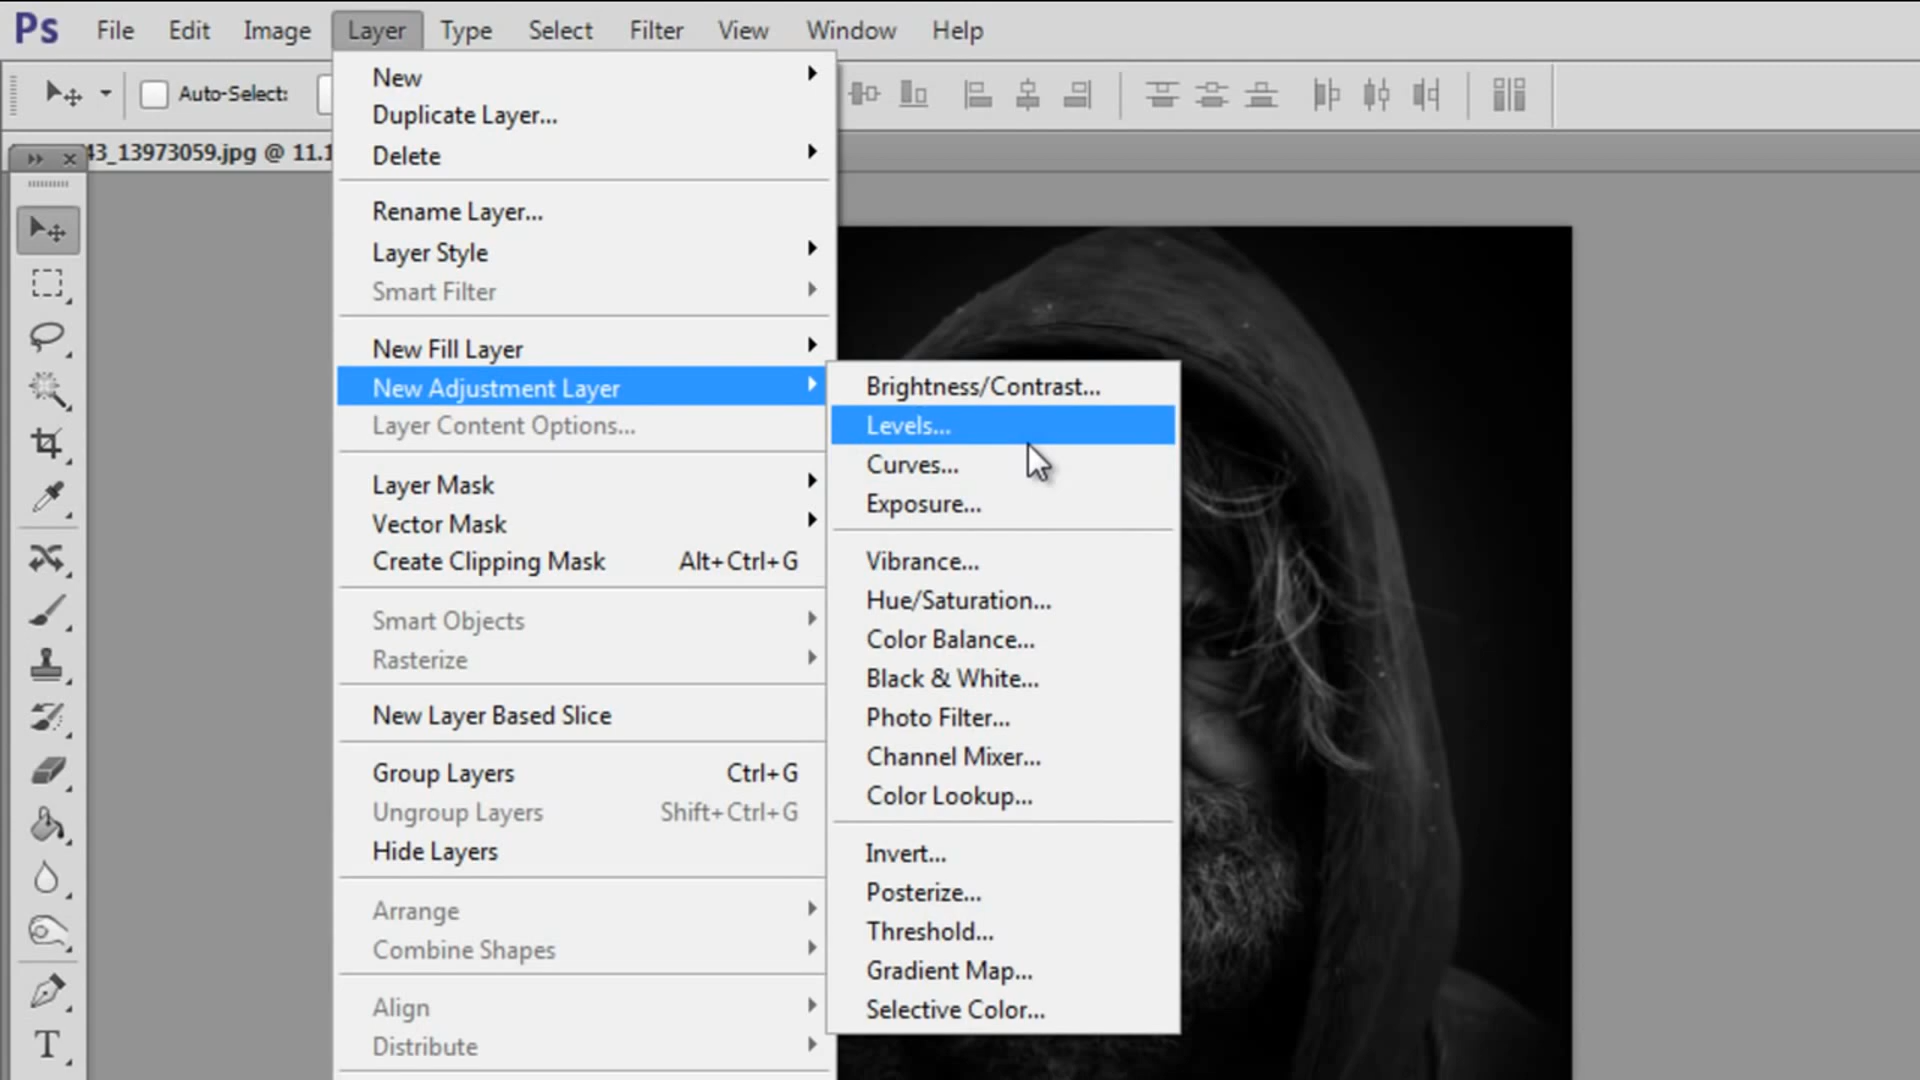 Ps File Edit Image Layer Type Select Filter View Window Help
Auto-Select:
43_13973059.jpg @ 11.1
New
Duplicate Layer...
Delete
Rename Layer...
Layer Style
Smart Filter
New Fill Layer
New Adjustment Layer
Layer Content Options...
Layer Mask
Vector Mask
Create Clipping Mask Alt+Ctrl+G
Smart Objects
Rasterize
New Layer Based Slice
Group Layers Ctrl+G
Ungroup Layers Shift+Ctrl+G
Hide Layers
Arrange
Combine Shapes
Align
Distribute
Brightness/Contrast...
Levels...
Curves...
Exposure...
Vibrance...
Hue/Saturation...
Color Balance...
Black & White...
Photo Filter...
Channel Mixer...
Color Lookup...
Invert...
Posterize...
Threshold...
Gradient Map...
Selective Color...
T